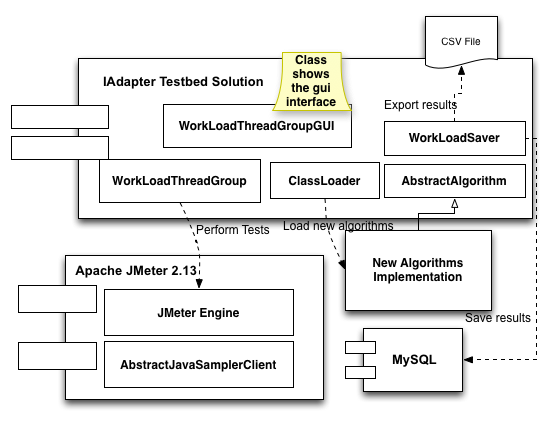 CSV File
Class
shows
the gui
interface
IAdapter Testbed Solution
Export results
WorkLoadThreadGroupGUI
WorkLoadSaver
WorkLoadThreadGroup
ClassLoader
AbstractAlgorithm
Perform Tests
Load new algorithms
New Algorithms
Implementation
Apache JMeter 2.13
JMeter Engine
Save results
AbstractJavaSamplerClient
MySQL